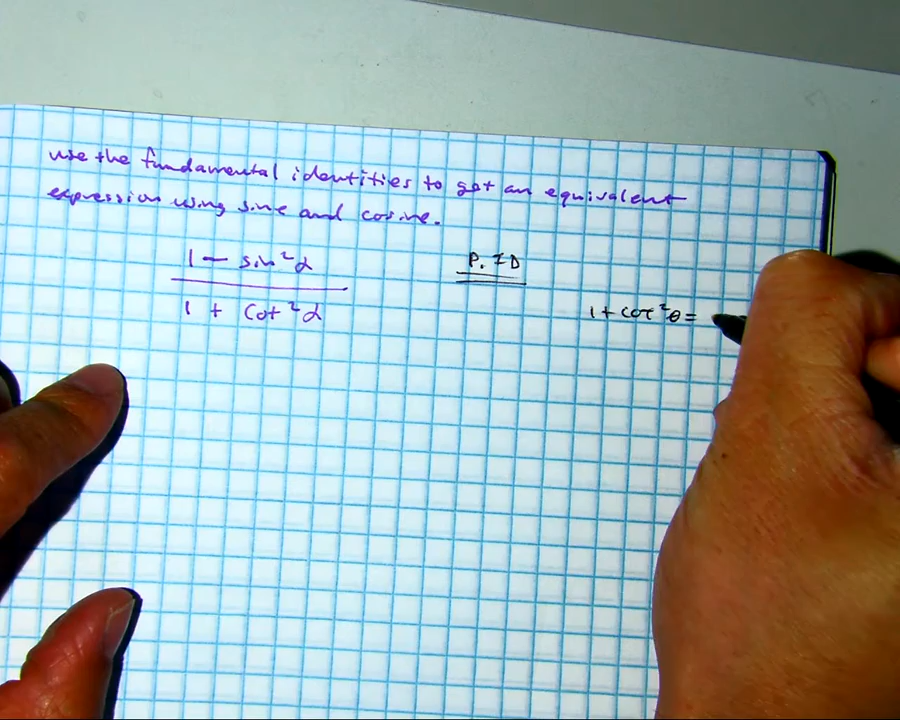 use the fundamental identities to get an equivalent
expression using sine and cosine.
1 - sin²α
1 + cot²α
P. ID
1 + cot²θ =